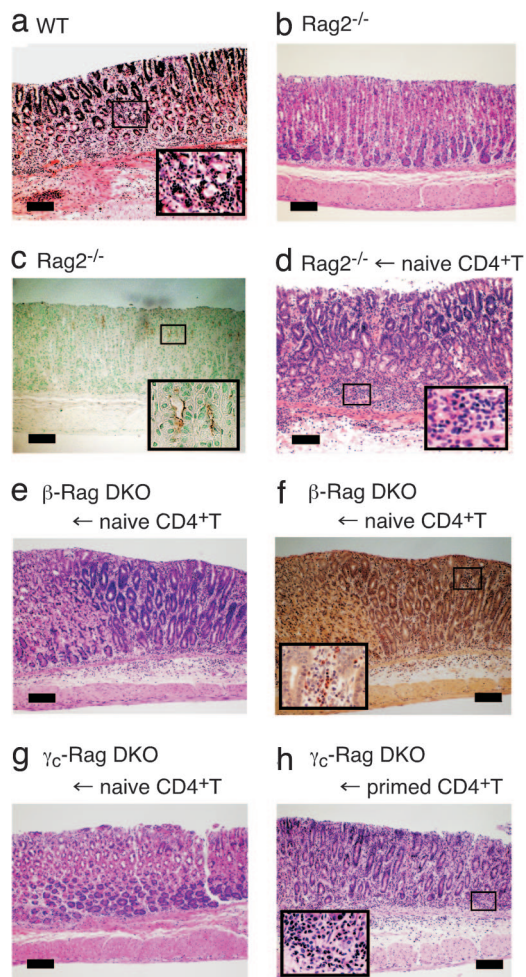 a WT
b Rag2-/-
c Rag2-/-
d Rag2-/- ← naive CD4+T
e β-Rag DKO
← naive CD4+T
f β-Rag DKO
← naive CD4+T
g γc-Rag DKO
← naive CD4+T
h γc-Rag DKO
← primed CD4+T